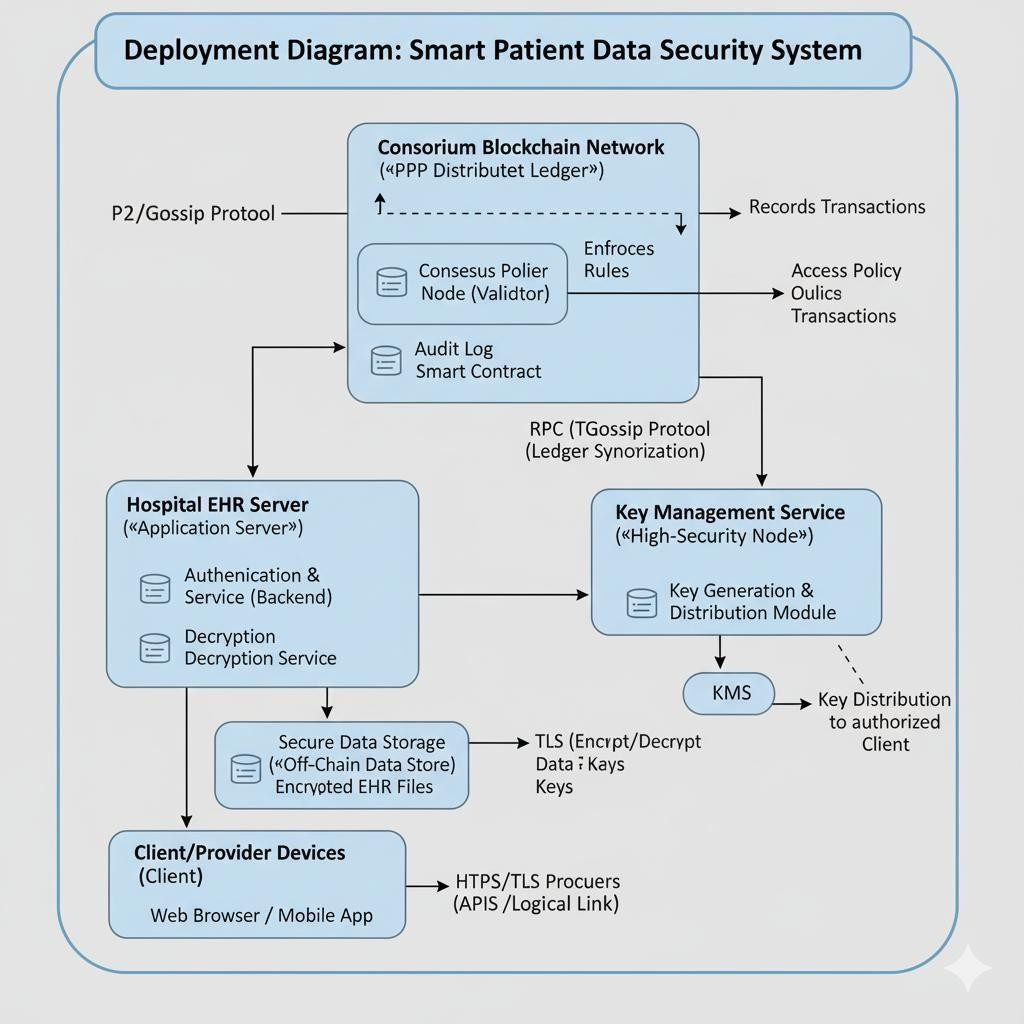 Deployment Diagram: Smart Patient Data Security System
Consorium Blockchain Network
(«PPP Distributet Ledger»)
P2/Gossip Protool
Records Transactions
Enfroces
Rules
Consesus Polier
Node (Validtor)
Access Policy
Oulics
Transactions
Audit Log
Smart Contract
RPC (TGossip Protool
(Ledger Synorization)
Hospital EHR Server
(«Application Server»)
Authenication &
Service (Backend)
Decryption
Decryption Service
Key Management Service
(«High-Security Node»)
Key Generation &
Distribution Module
KMS
Key Distribution
to authorized
Client
Secure Data Storage
(«Off-Chain Data Store)
Encrypted EHR Files
TLS (Encrypt/Decrypt
Data : Kays
Keys
Client/Provider Devices
(Client)
Web Browser / Mobile App
HTPS/TLS Procuers
(APIS /Logical Link)